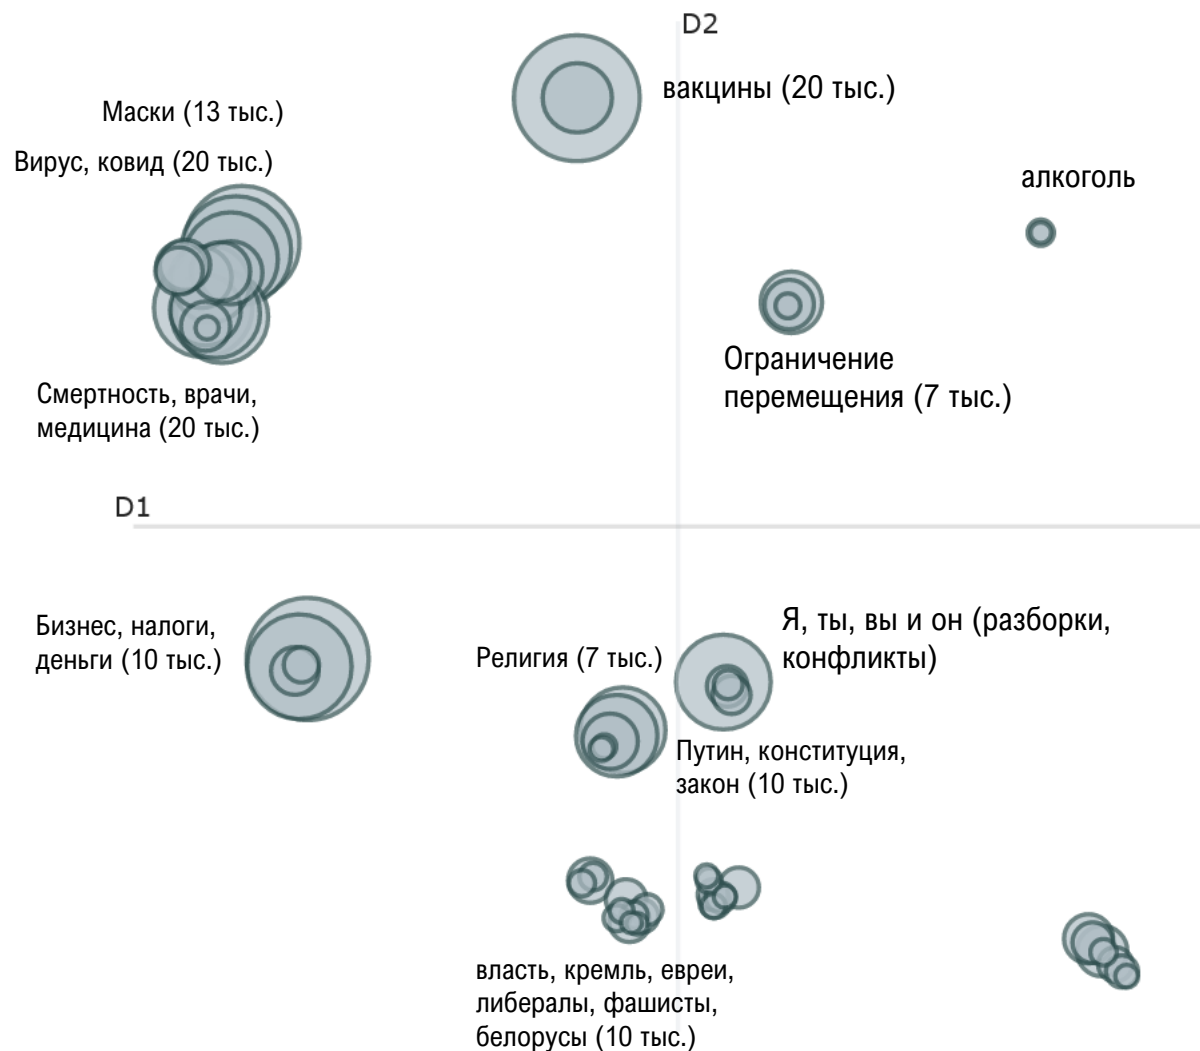 D2
вакцины (20 тыс.)
Маски (13 тыс.)
Вирус, ковид (20 тыс.)
алкоголь
Ограничение
перемещения (7 тыс.)
Смертность, врачи,
медицина (20 тыс.)
D1
Бизнес, налоги,
деньги (10 тыс.)
Я, ты, вы и он (разборки,
конфликты)
Религия (7 тыс.)
Путин, конституция,
закон (10 тыс.)
власть, кремль, евреи,
либералы, фашисты,
белорусы (10 тыс.)